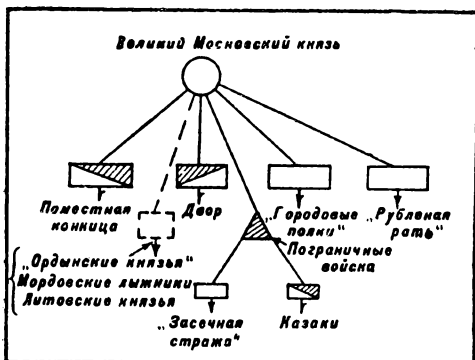 Великий Московский князь
Поместная
конница
Двор
„Городовые
полки"
„Рубленая
рать"
Пограничные
войска
„Ордынские князья"
Мордовские лыжники
Литовские князья
„Засечная
стража"
Казаки